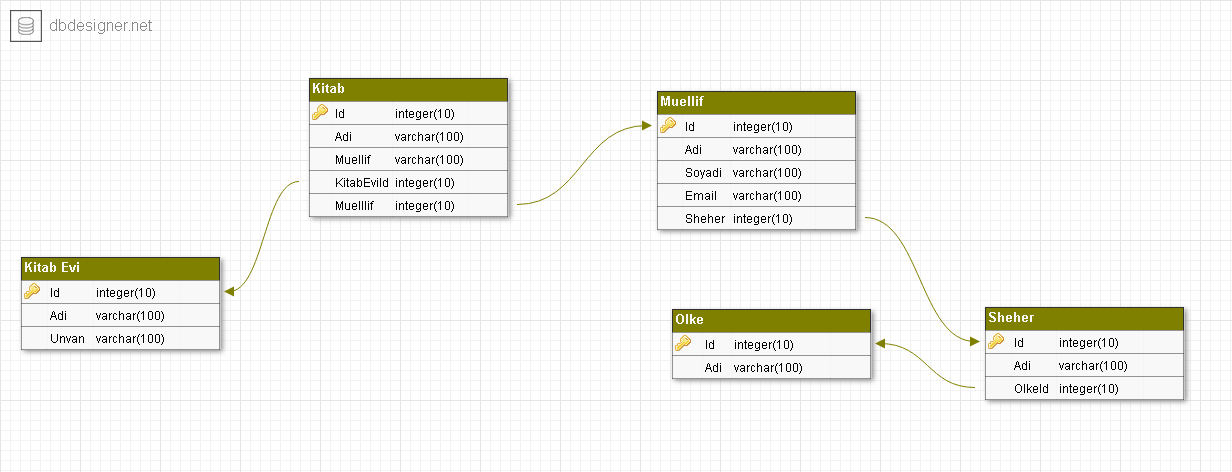 dbdesigner.net
Kitab
Id integer(10)
Adi varchar(100)
Muellif varchar(100)
KitabEviId integer(10)
Muelllif integer(10)
Muellif
Id integer(10)
Adi varchar(100)
Soyadi varchar(100)
Email varchar(100)
Sheher integer(10)
Kitab Evi
Id integer(10)
Adi varchar(100)
Unvan varchar(100)
Olke
Id integer(10)
Adi varchar(100)
Sheher
Id integer(10)
Adi varchar(100)
OlkeId integer(10)